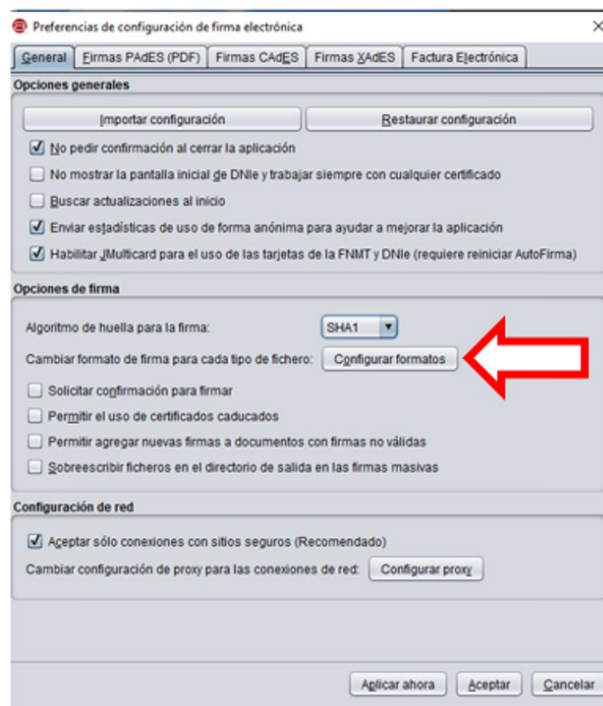 Preferencias de configuración de firma electrónica
General Firmas PAdES (PDF) Firmas CAdES Firmas XAdES Factura Electrónica
Opciones generales
Importar configuración Restaurar configuración
No pedir confirmación al cerrar la aplicación
No mostrar la pantalla inicial de DNIe y trabajar siempre con cualquier certificado
Buscar actualizaciones al inicio
Enviar estadísticas de uso de forma anónima para ayudar a mejorar la aplicación
Habilitar JMulticard para el uso de las tarjetas de la FNMT y DNIe (requiere reiniciar AutoFirma)
Opciones de firma
Algoritmo de huella para la firma: SHA1
Cambiar formato de firma para cada tipo de fichero: Configurar formatos
Solicitar confirmación para firmar
Permitir el uso de certificados caducados
Permitir agregar nuevas firmas a documentos con firmas no válidas
Sobreescribir ficheros en el directorio de salida en las firmas masivas
Configuración de red
Aceptar sólo conexiones con sitios seguros (Recomendado)
Cambiar configuración de proxy para las conexiones de red: Configurar proxy
Aplicar ahora Aceptar Cancelar